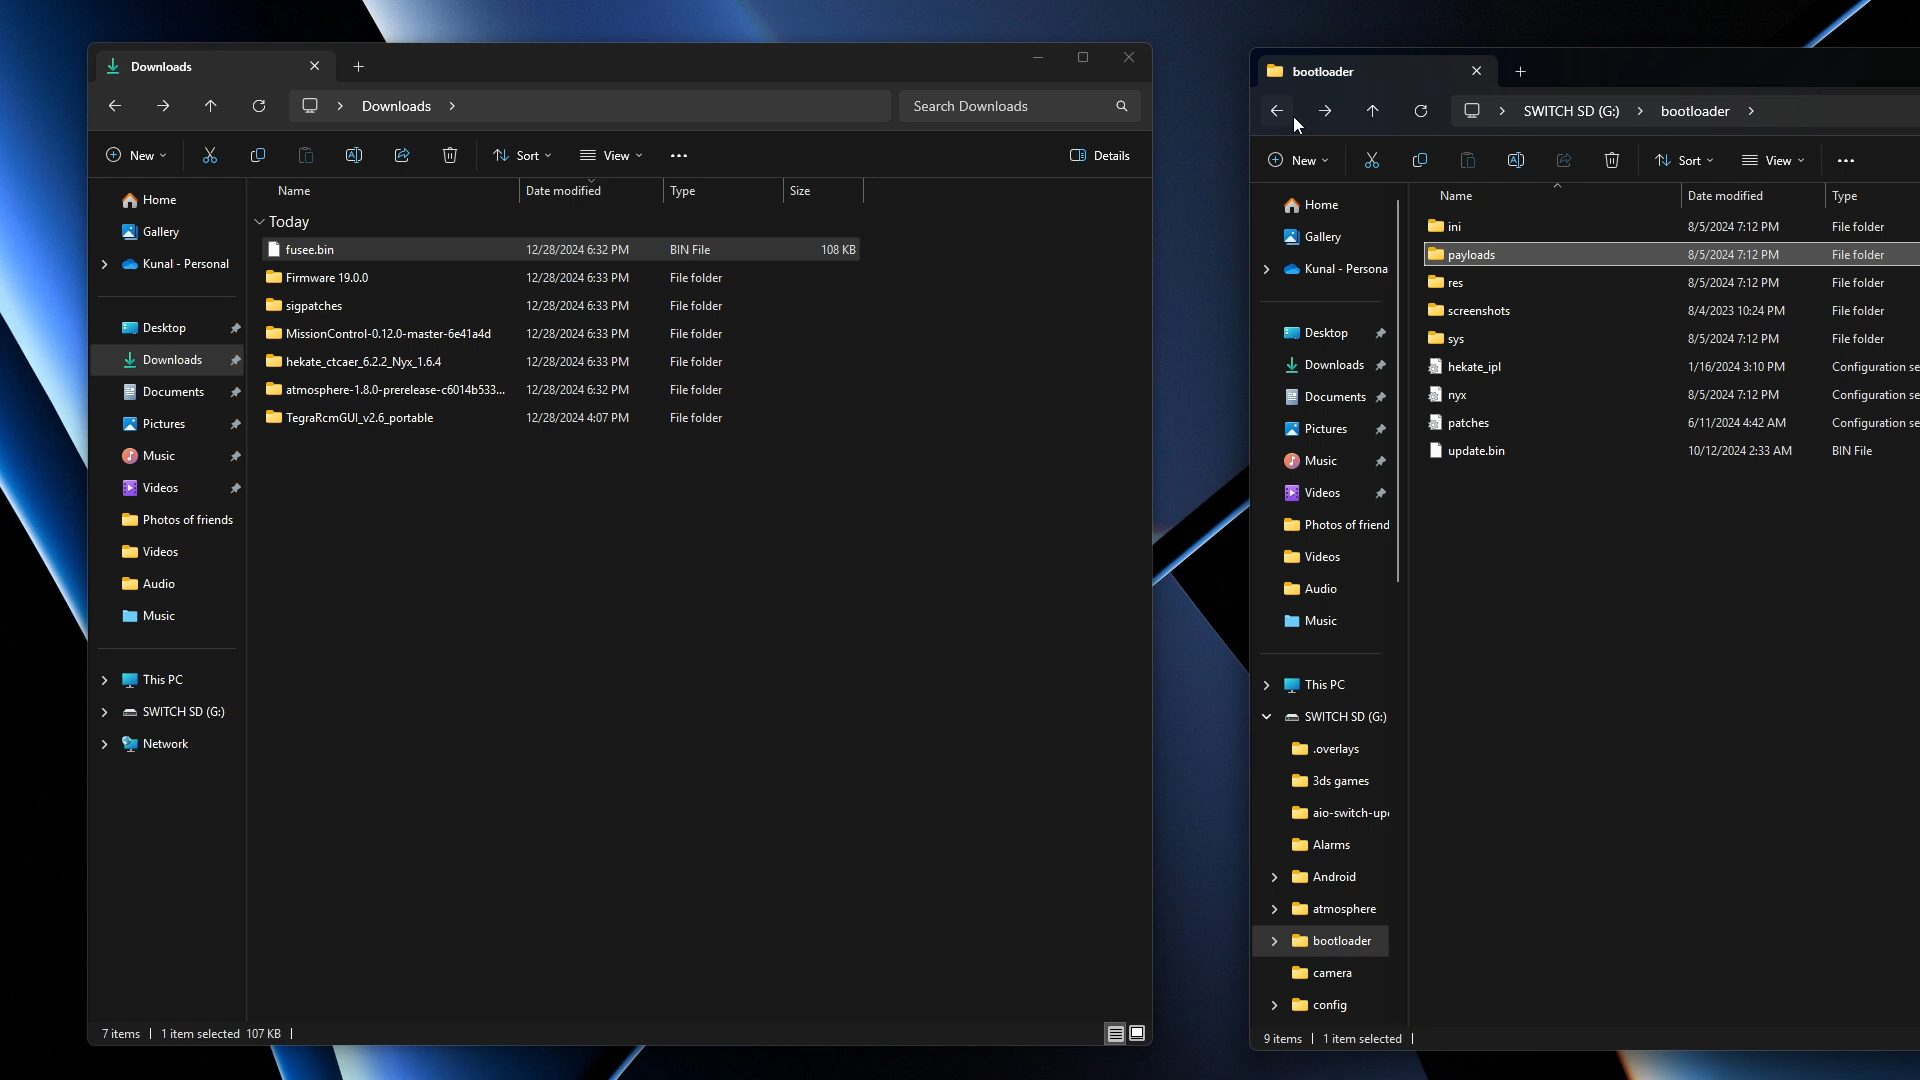 Downloads
Downloads
Search Downloads
New
Sort
View
Details
Home
Gallery
Kunal - Personal
Desktop
Downloads
Documents
Pictures
Music
Videos
Photos of friends
Videos
Audio
Music
This PC
SWITCH SD (G:)
Network
Name Date modified Type Size
Today
fusee.bin 12/28/2024 6:32 PM BIN File 108 KB
Firmware 19.0.0 12/28/2024 6:33 PM File folder
sigpatches 12/28/2024 6:33 PM File folder
MissionControl-0.12.0-master-6e41a4d 12/28/2024 6:33 PM File folder
hekate_ctcaer_6.2.2_Nyx_1.6.4 12/28/2024 6:33 PM File folder
atmosphere-1.8.0-prerelease-c6014b533... 12/28/2024 6:32 PM File folder
TegraRcmGUI_v2.6_portable 12/28/2024 4:07 PM File folder
7 items 1 item selected 107 KB
bootloader
SWITCH SD (G:) bootloader
New
Sort
View
Home
Gallery
Kunal - Persona
Desktop
Downloads
Documents
Pictures
Music
Videos
Photos of friend
Videos
Audio
Music
This PC
SWITCH SD (G:)
.overlays
3ds games
aio-switch-up
Alarms
Android
atmosphere
bootloader
camera
config
Name Date modified Type
ini 8/5/2024 7:12 PM File folder
payloads 8/5/2024 7:12 PM File folder
res 8/5/2024 7:12 PM File folder
screenshots 8/4/2023 10:24 PM File folder
sys 8/5/2024 7:12 PM File folder
hekate_ipl 1/16/2024 3:10 PM Configuration se
nyx 8/5/2024 7:12 PM Configuration se
patches 6/11/2024 4:42 AM Configuration se
update.bin 10/12/2024 2:33 AM BIN File
9 items 1 item selected